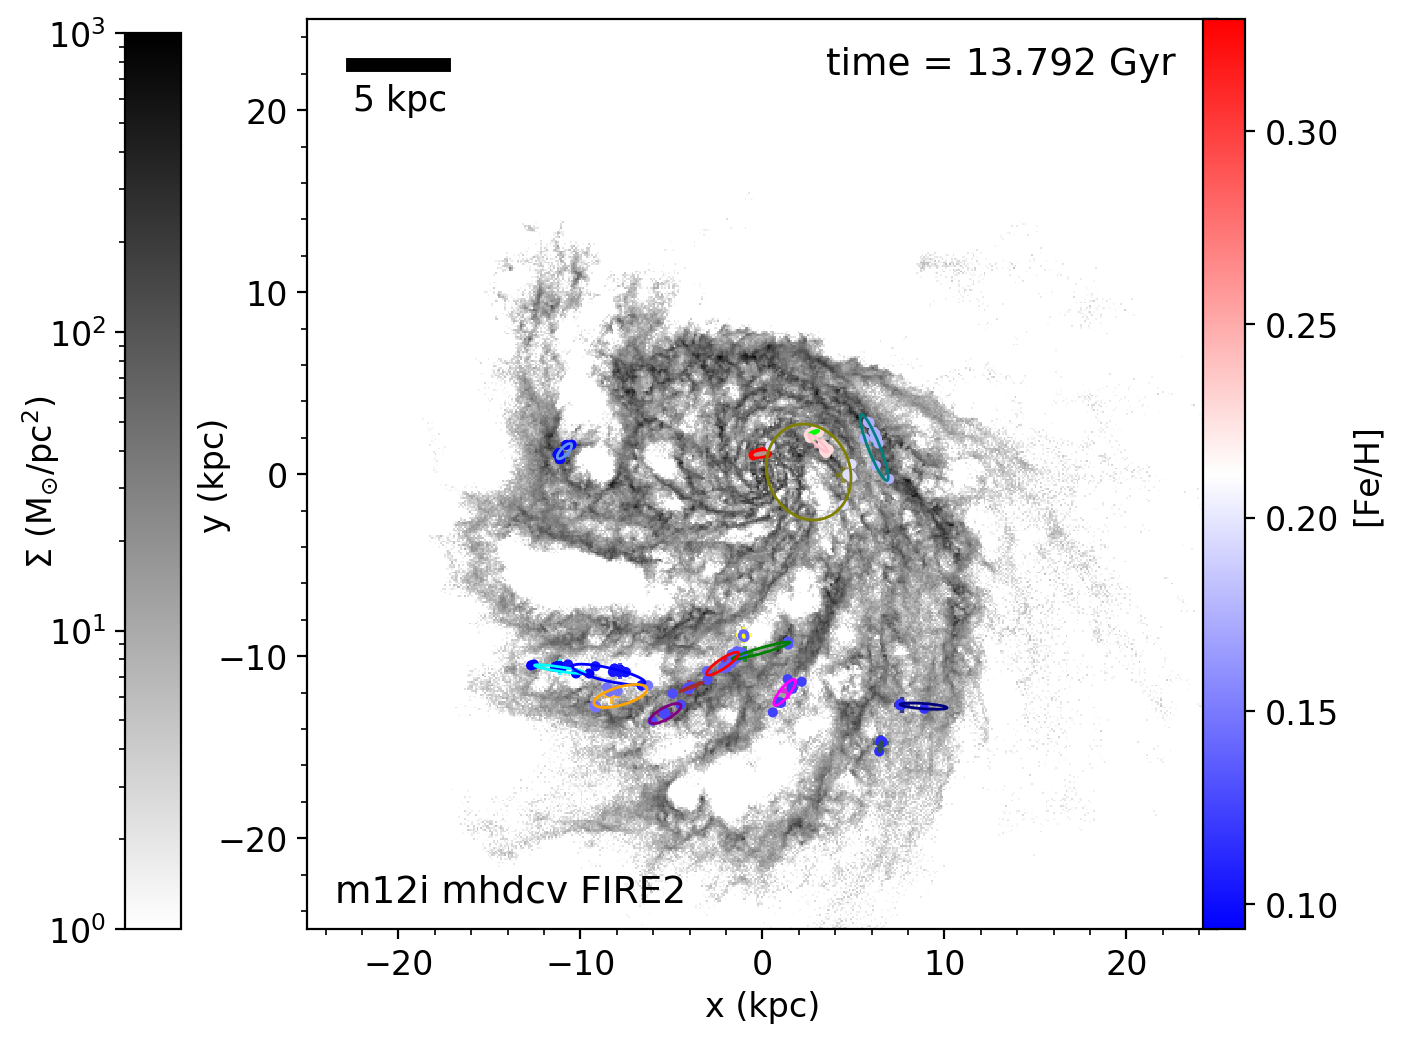 10³
10²
10¹
10⁰
Σ (M⊙/pc²)
time = 13.792 Gyr
5 kpc
m12i mhdcv FIRE2
20
10
0
−10
−20
y (kpc)
−20
−10
0
10
20
x (kpc)
0.30
0.25
0.20
0.15
0.10
[Fe/H]